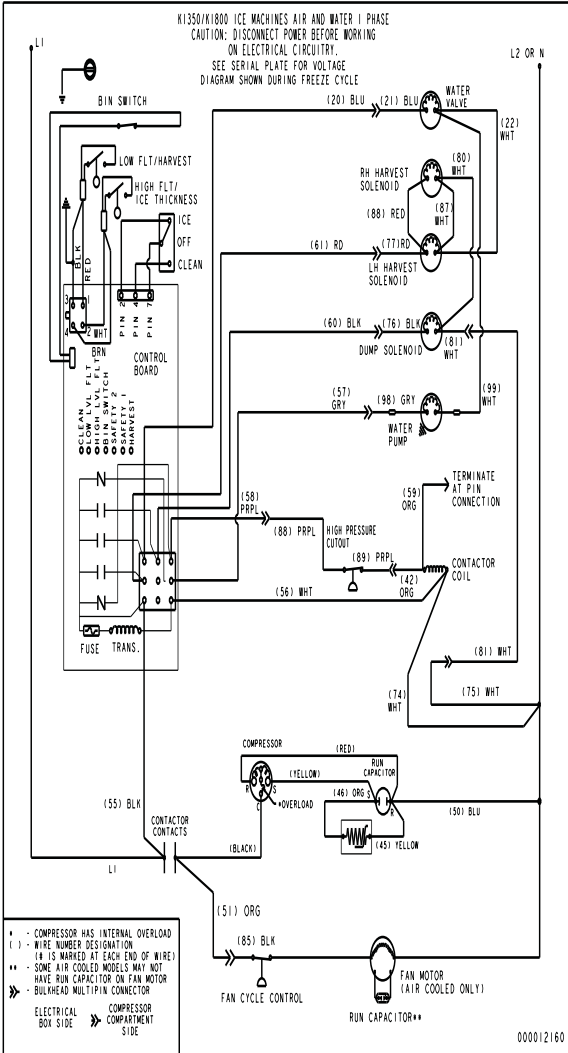 K1350/K1800 ICE MACHINES AIR AND WATER 1 PHASE
CAUTION: DISCONNECT POWER BEFORE WORKING
ON ELECTRICAL CIRCUITRY.
SEE SERIAL PLATE FOR VOLTAGE
DIAGRAM SHOWN DURING FREEZE CYCLE
L1
L2 OR N
BIN SWITCH
(20) BLU
(21) BLU
WATER
VALVE
(22)
WHT
LOW FLT/HARVEST
HIGH FLT/
ICE THICKNESS
(80)
WHT
RH HARVEST
SOLENOID
(88) RED
(87)
WHT
ICE
OFF
CLEAN
BLK
RED
(61) RD
(77)RD
LH HARVEST
SOLENOID
3
1
4
2
WHT
BRN
PIN 2
PIN 4
PIN 7
CONTROL
BOARD
(60) BLK
(76) BLK
DUMP SOLENOID
(81)
WHT
CLEAN
LOW LVL FLT
HIGH LVL FLT
BIN SWITCH
SAFETY 2
SAFETY 1
HARVEST
(57)
GRY
(98) GRY
(99)
WHT
WATER
PUMP
(58)
PRPL
(59)
ORG
TERMINATE
AT PIN
CONNECTION
(88) PRPL
HIGH PRESSURE
CUTOUT
(89) PRPL
(42)
ORG
CONTACTOR
COIL
(56) WHT
FUSE
TRANS.
(81) WHT
(74)
WHT
(75) WHT
COMPRESSOR
(RED)
(YELLOW)
RUN
CAPACITOR
R
S
C
*OVERLOAD
(46) ORG
S
R
(50) BLU
(45) YELLOW
(55) BLK
CONTACTOR
CONTACTS
(BLACK)
L1
(51) ORG
(85) BLK
FAN CYCLE CONTROL
FAN MOTOR
(AIR COOLED ONLY)
RUN CAPACITOR**
* - COMPRESSOR HAS INTERNAL OVERLOAD
( ) - WIRE NUMBER DESIGNATION
(# IS MARKED AT EACH END OF WIRE)
** - SOME AIR COOLED MODELS MAY NOT
HAVE RUN CAPACITOR ON FAN MOTOR
>> - BULKHEAD MULTIPIN CONNECTOR
ELECTRICAL
BOX SIDE
>>
COMPRESSOR
COMPARTMENT
SIDE
000012160